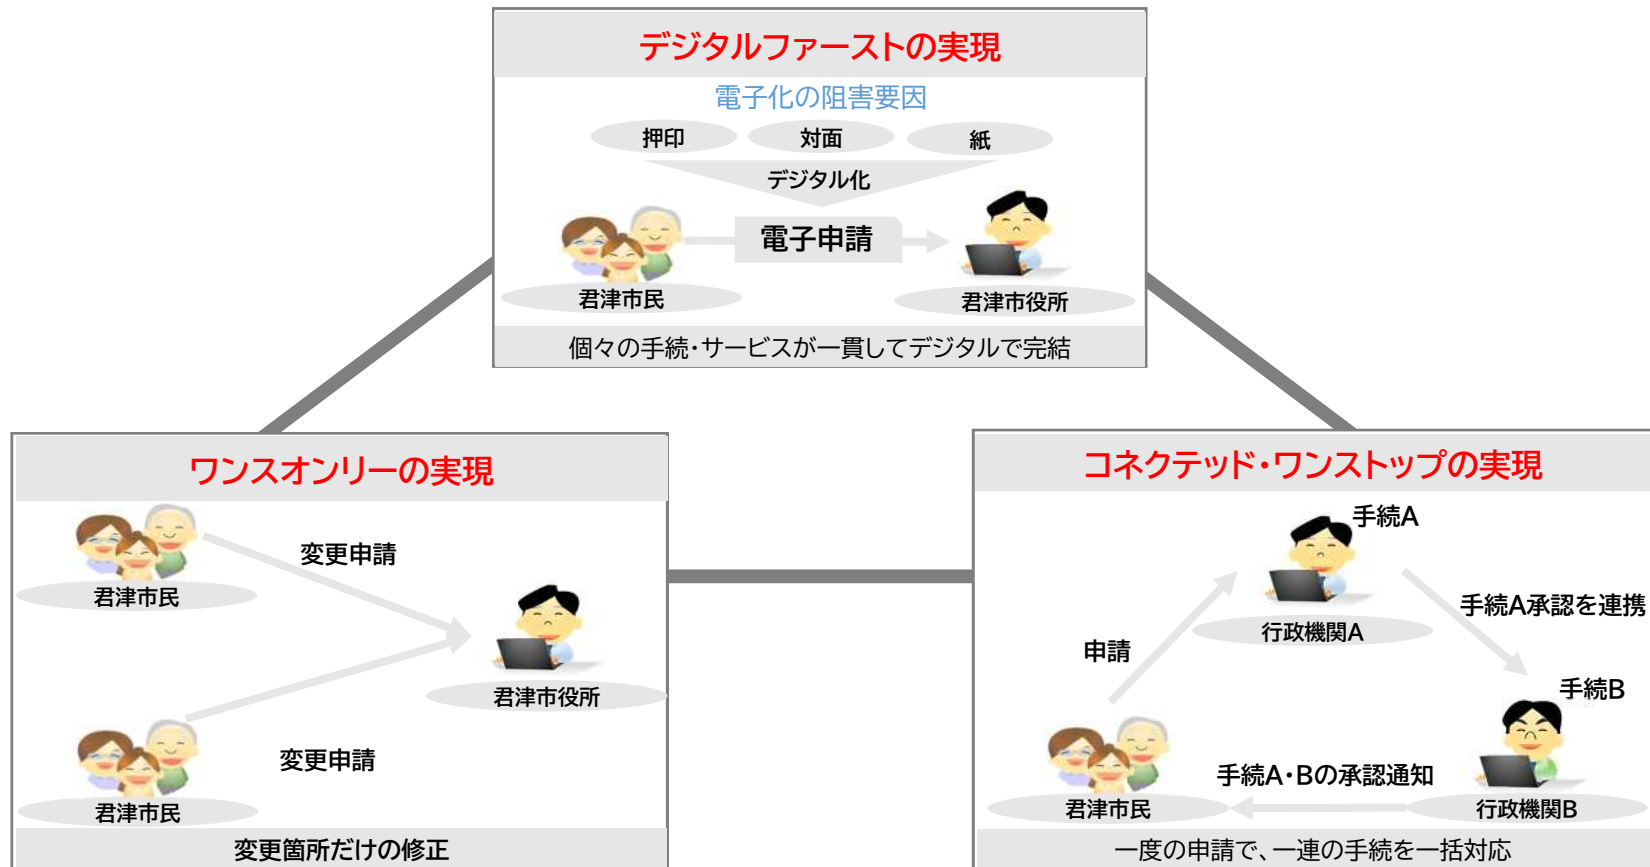 デジタルファーストの実現
電子化の阻害要因
押印
対面
紙
デジタル化
電子申請
君津市民
君津市役所
個々の手続・サービスが一貫してデジタルで完結
ワンスオンリーの実現
変更申請
君津市民
君津市役所
変更申請
君津市民
変更箇所だけの修正
コネクテッド・ワンストップの実現
手続A
手続A承認を連携
行政機関A
申請
手続B
手続A・Bの承認通知
君津市民
行政機関B
一度の申請で、一連の手続を一括対応